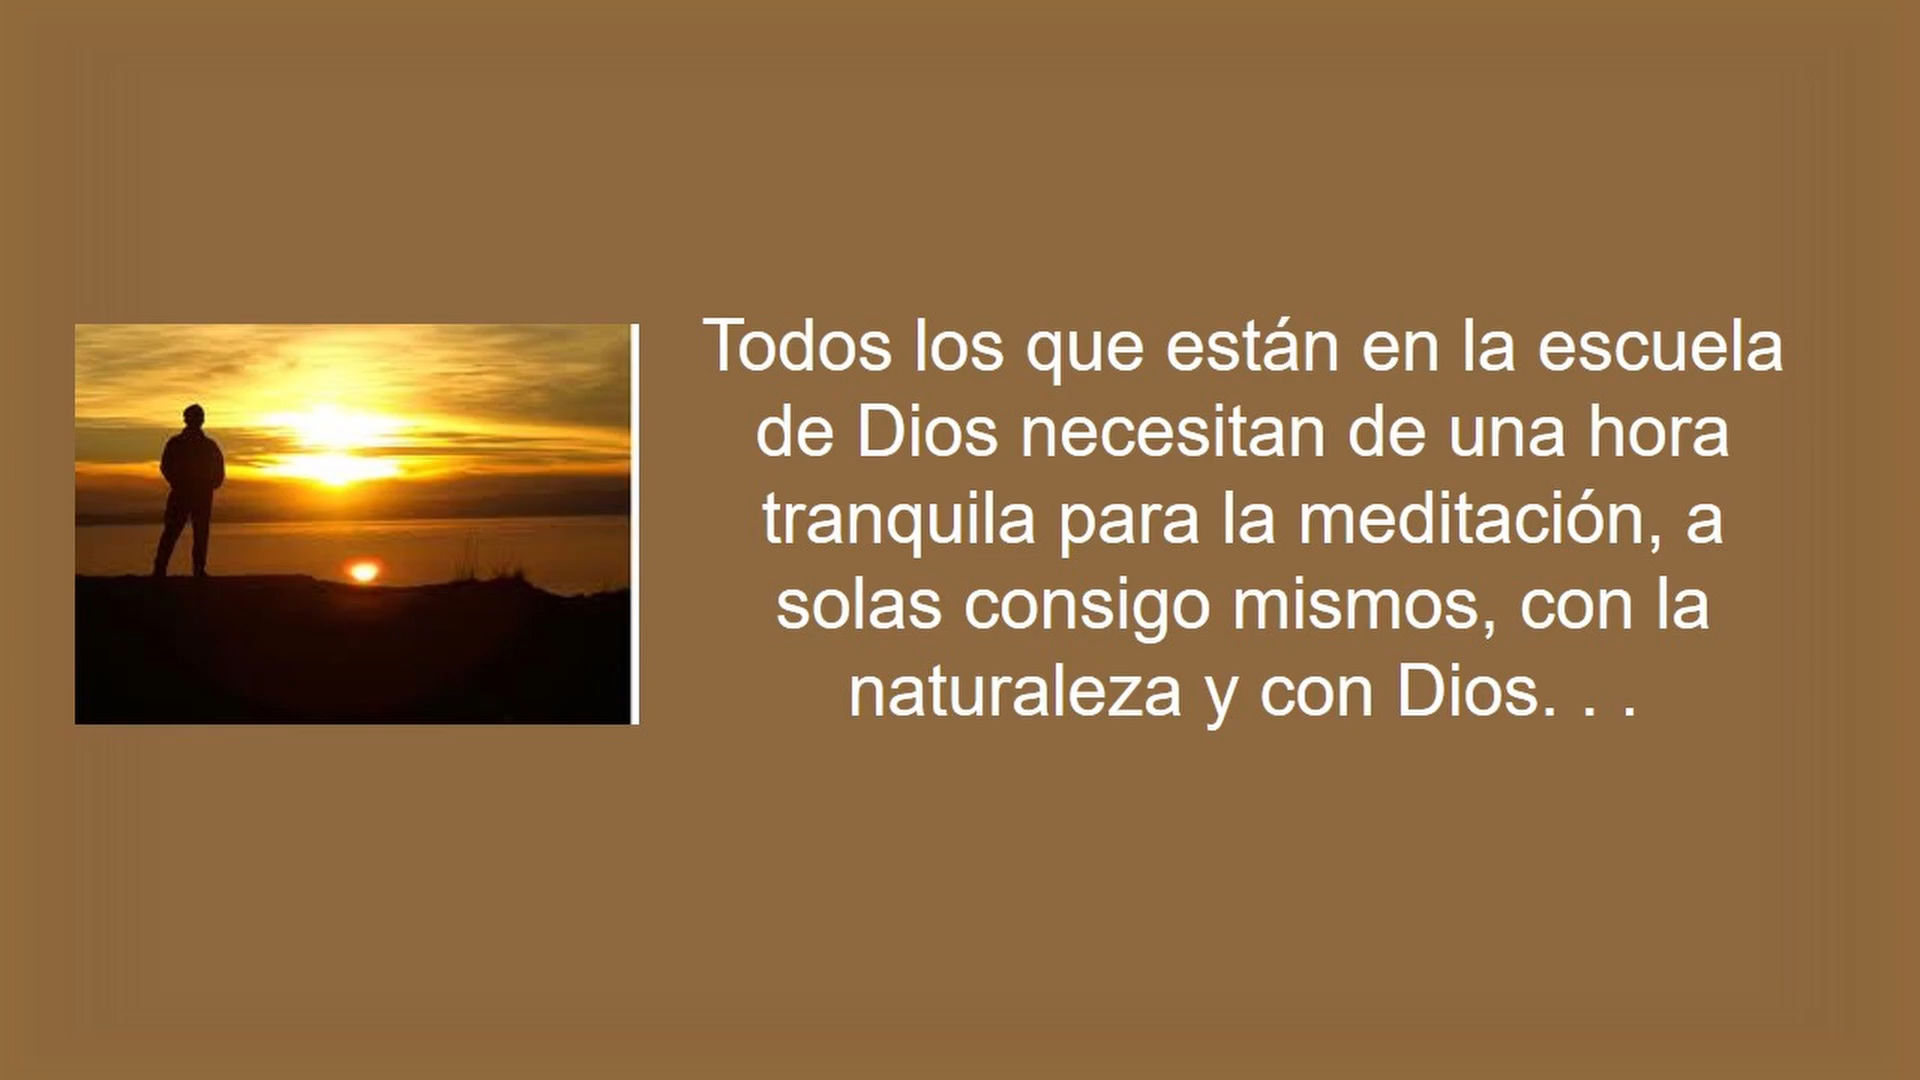 Todos los que están en la escuela
de Dios necesitan de una hora
tranquila para la meditación, a
solas consigo mismos, con la
naturaleza y con Dios. . .